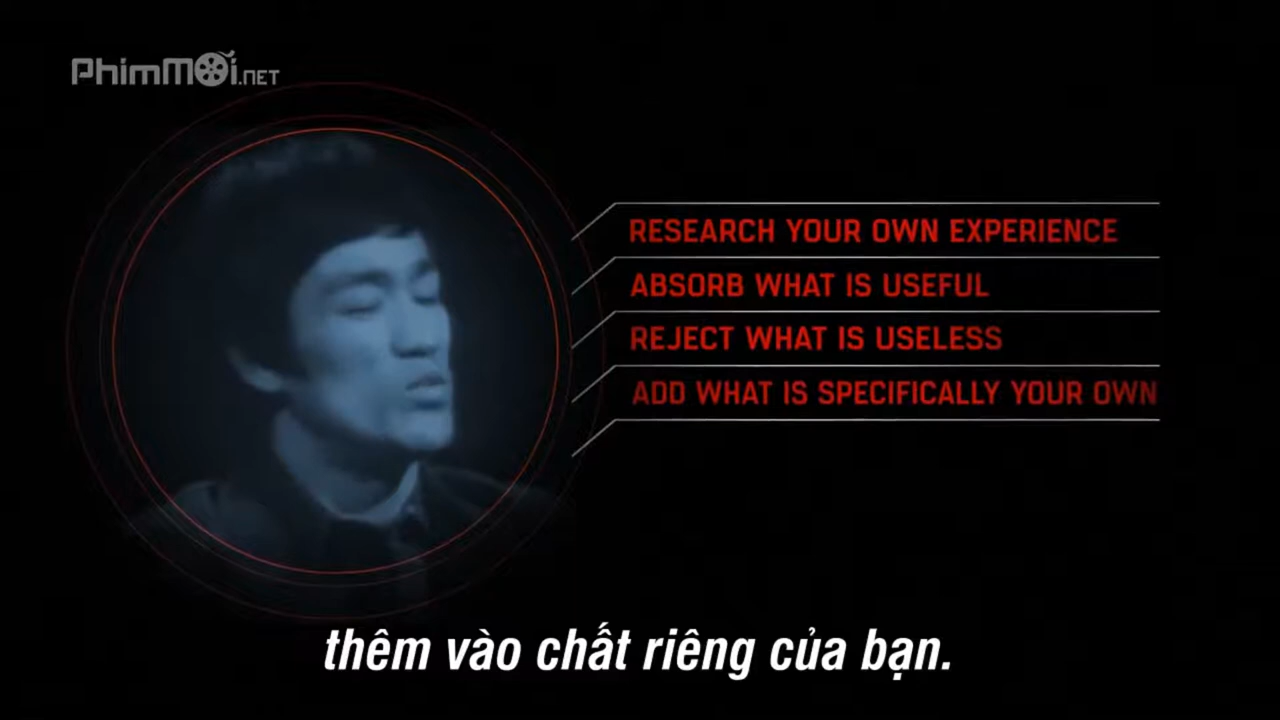 PhimMỡi.NET
RESEARCH YOUR OWN EXPERIENCE
ABSORB WHAT IS USEFUL
REJECT WHAT IS USELESS
ADD WHAT IS SPECIFICALLY YOUR OWN
thêm vào chất riêng của bạn.